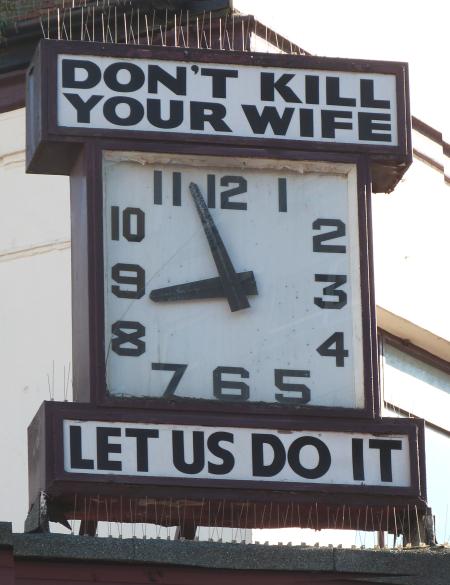 DON'T KILL
YOUR WIFE
11 12 1
10 2
9 3
8 4
7 6 5
LET US DO IT